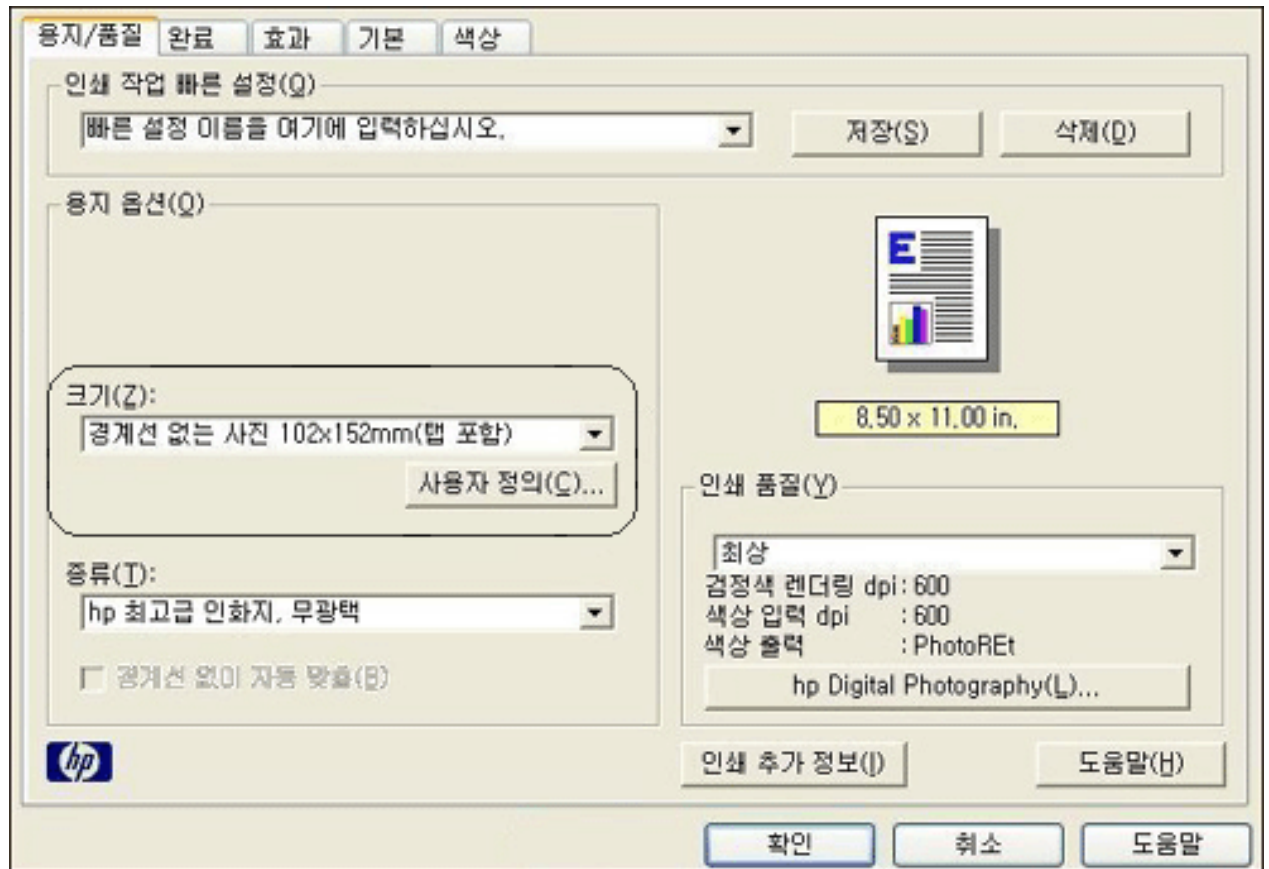 용지/품질 완료 효과 기본 색상
인쇄 작업 빠른 설정(Q)
빠른 설정 이름을 여기에 입력하십시오.
저장(S) 삭제(D)
용지 옵션(O)
E
크기(Z):
경계선 없는 사진 102x152mm(탭 포함)
사용자 정의(C)...
8.50 x 11.00 in.
종류(T):
hp 최고급 인화지, 무광택
경계선 없이 자동 맞춤(B)
인쇄 품질(Y)
최상
검정색 렌더링 dpi : 600
색상 입력 dpi : 600
색상 출력 : PhotoREt
hp Digital Photography(L)...
hp
인쇄 추가 정보(I) 도움말(H)
확인 취소 도움말